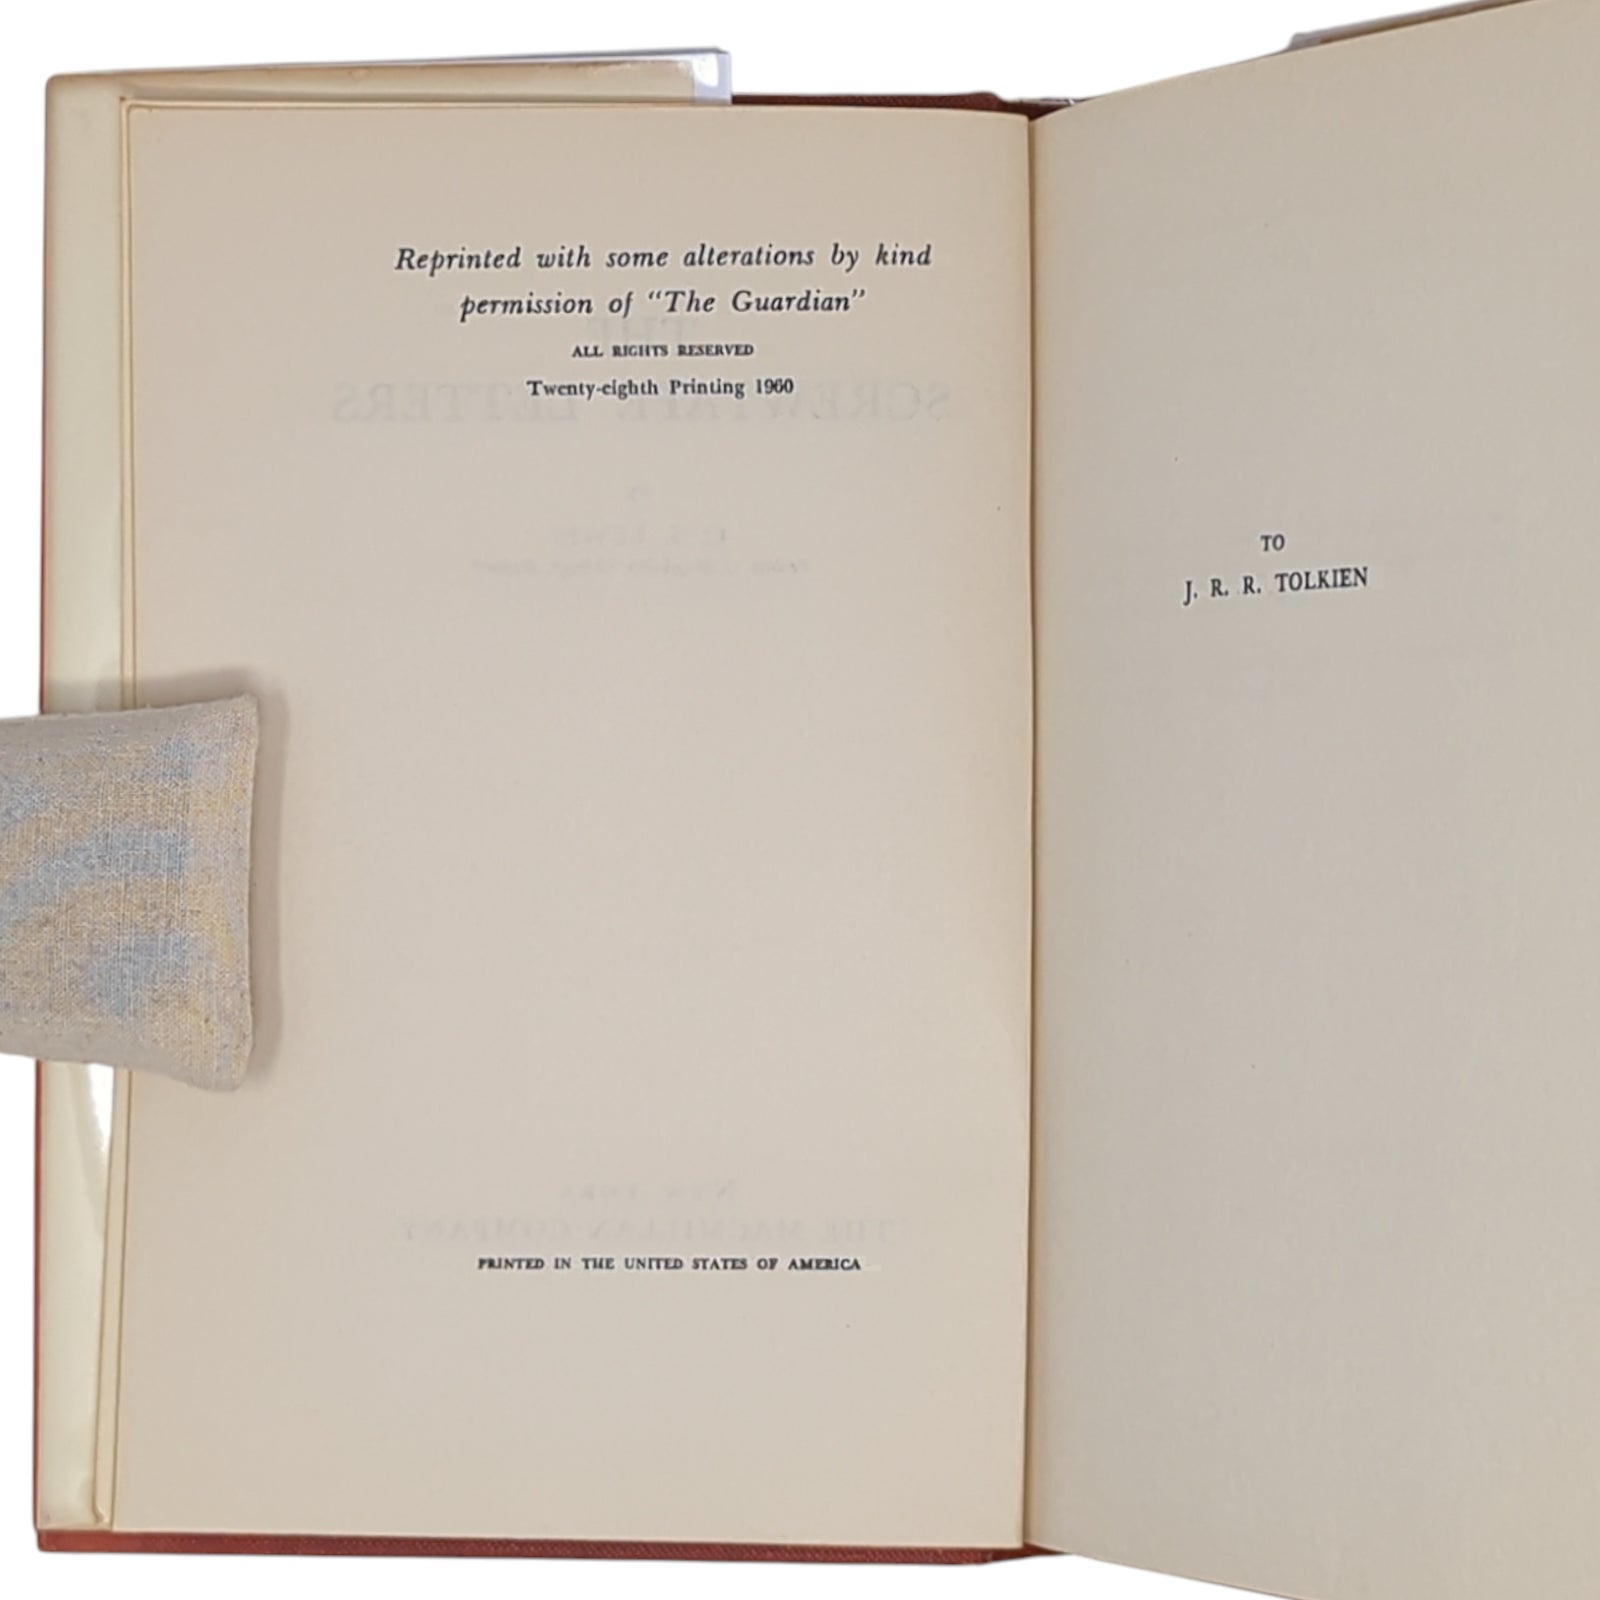 Reprinted with some alterations by kind
permission of “The Guardian”
ALL RIGHTS RESERVED
Twenty-eighth Printing 1960
PRINTED IN THE UNITED STATES OF AMERICA
TO
J. R. R. TOLKIEN